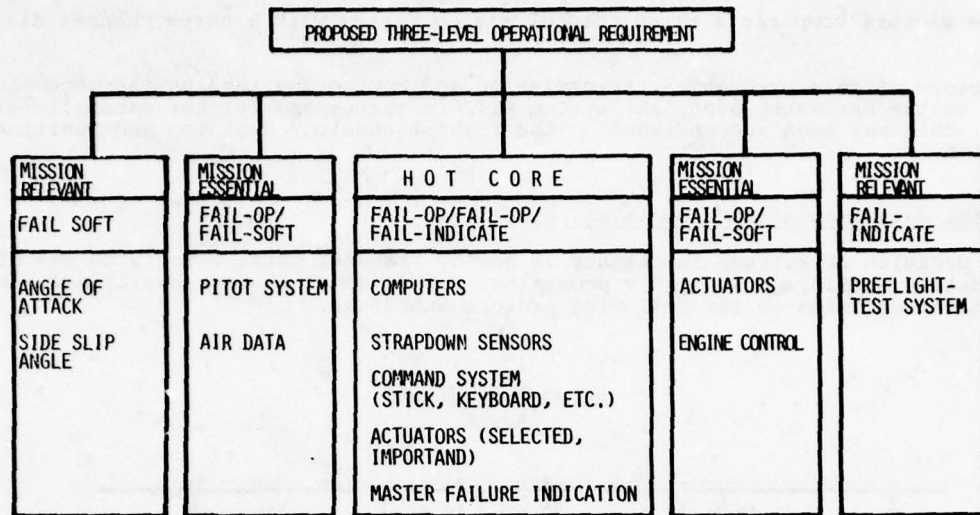 PROPOSED THREE-LEVEL OPERATIONAL REQUIREMENT
MISSION
RELEVANT
FAIL SOFT
ANGLE OF
ATTACK
SIDE SLIP
ANGLE
MISSION
ESSENTIAL
FAIL-OP/
FAIL-SOFT
PITOT SYSTEM
AIR DATA
HOT CORE
FAIL-OP/FAIL-OP/
FAIL-INDICATE
COMPUTERS
STRAPDOWN SENSORS
COMMAND SYSTEM
(STICK, KEYBOARD, ETC.)
ACTUATORS (SELECTED,
IMPORTAND)
MASTER FAILURE INDICATION
MISSION
ESSENTIAL
FAIL-OP/
FAIL-SOFT
ACTUATORS
ENGINE CONTROL
MISSION
RELEVANT
FAIL-
INDICATE
PREFLIGHT-
TEST SYSTEM